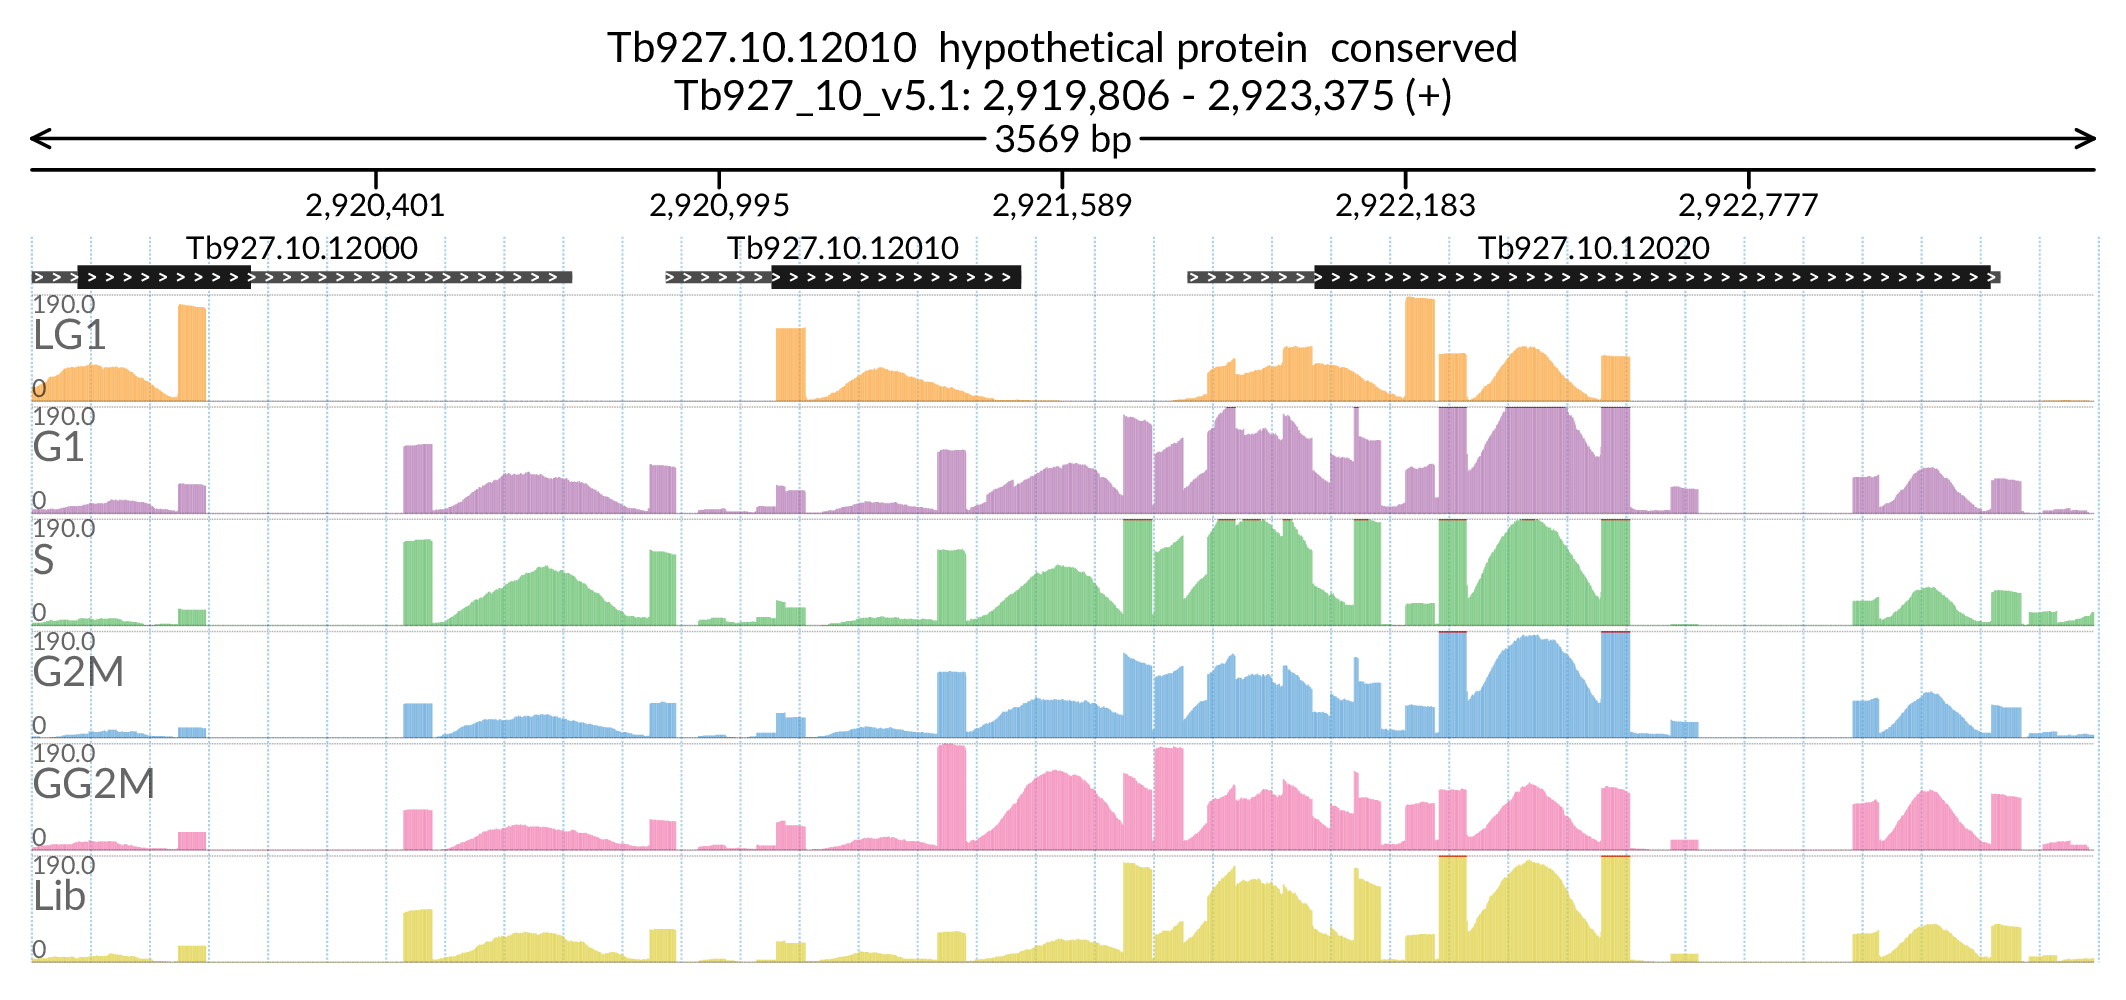 Tb927.10.12010 hypothetical protein conserved
Tb927_10_v5.1: 2,919,806 - 2,923,375 (+)
3569 bp
2,920,401 2,920,995 2,921,589 2,922,183 2,922,777
Tb927.10.12000 Tb927.10.12010 Tb927.10.12020
190.0
LG1
0
190.0
G1
0
190.0
S
0
190.0
G2M
0
190.0
GG2M
0
190.0
Lib
0